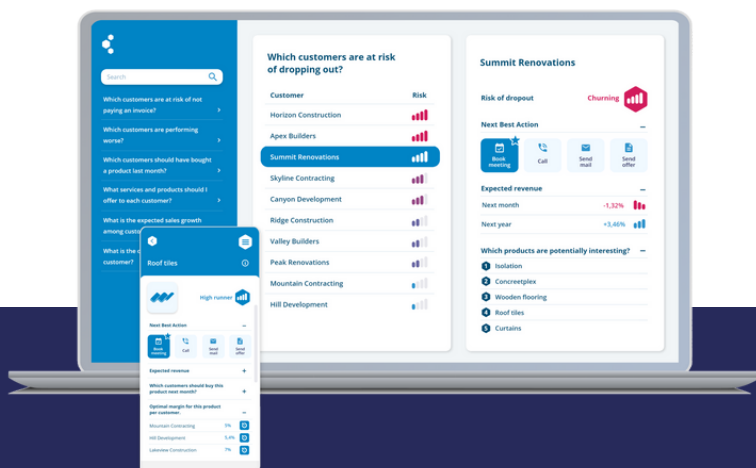 Search
Which customers are at risk of not
paying an invoice?
Which customers are performing
worse?
Which customers should have bought
a product last month?
What services and products should I
offer to each customer?
What is the expected sales growth
among
What is the
customer?
Which customers are at risk
of dropping out?
Customer Risk
Horizon Construction
Apex Builders
Summit Renovations
Skyline Contracting
Canyon Development
Ridge Construction
Valley Builders
Peak Renovations
Mountain Contracting
Hill Development
Summit Renovations
Risk of dropout Churning
Next Best Action
Book
meeting
Call
Send
mail
Send
offer
Expected revenue
Next month -1,32%
Next year +3,46%
Which products are potentially interesting?
1 Isolation
2 Concreetplex
3 Wooden flooring
4 Roof tiles
5 Curtains
Roof tiles
High runner
Next Best Action
Book
meeting
Call
Send
mail
Send
offer
Expected revenue
Which customers should buy this
product next month?
Optimal margin for this product
per customer.
Mountain Contracting 5%
Hill Development 5.4%
Lakeview Construction 7%